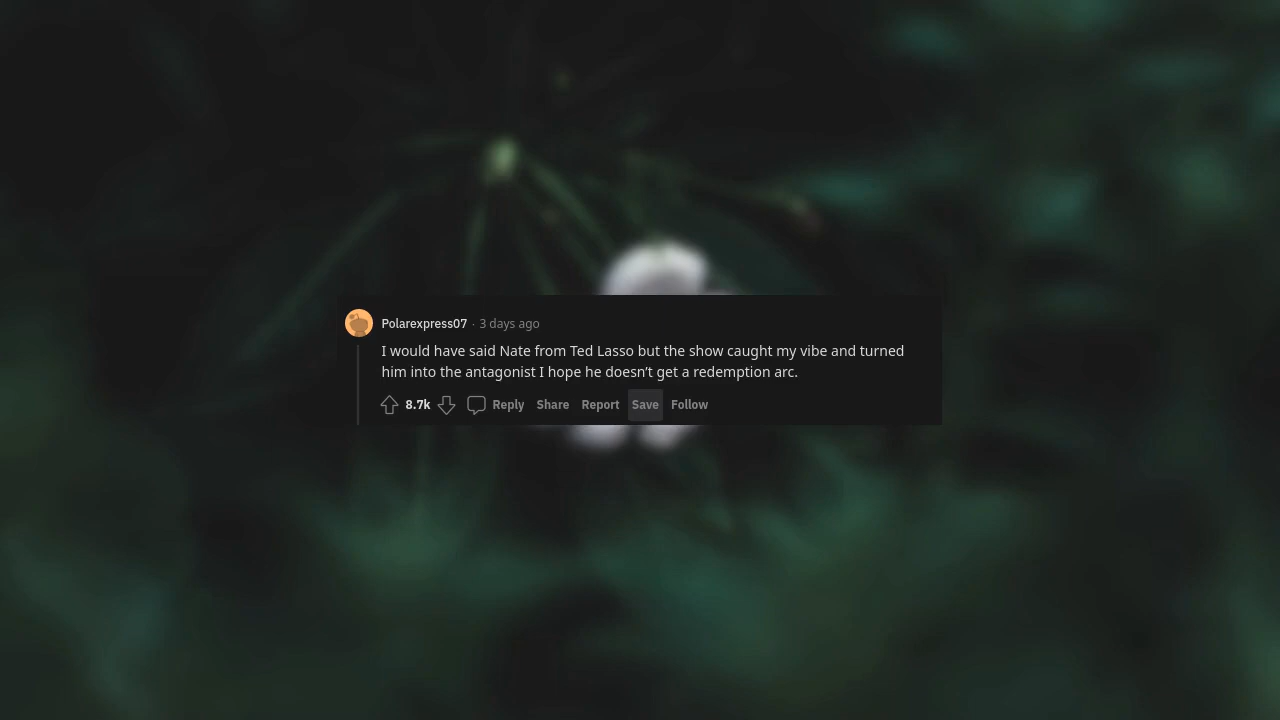 Polarexpress07 · 3 days ago
I would have said Nate from Ted Lasso but the show caught my vibe and turned
him into the antagonist I hope he doesn’t get a redemption arc.
8.7k Reply Share Report Save Follow